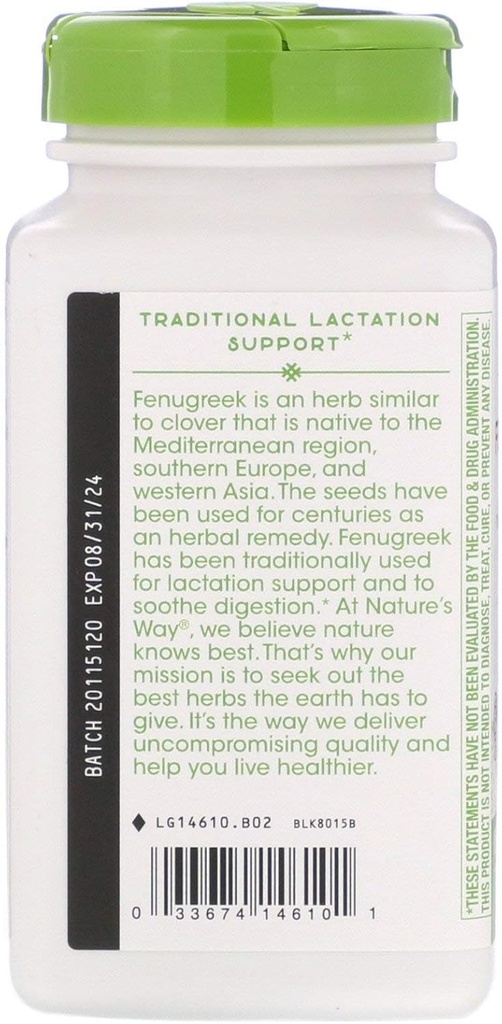 TRADITIONAL LACTATION
SUPPORT*
Fenugreek is an herb similar
to clover that is native to the
Mediterranean region,
southern Europe, and
western Asia. The seeds have
been used for centuries as
an herbal remedy. Fenugreek
has been traditionally used
for lactation support and to
soothe digestion.* At Nature's
Way®, we believe nature
knows best. That's why our
mission is to seek out the
best herbs the earth has to
give. It's the way we deliver
uncompromising quality and
help you live healthier.
LG14610.B02 BLK8015B
0 33674 14610 1
BATCH 20115120 EXP08/31/24
*THESE STATEMENTS HAVE NOT BEEN EVALUATED BY THE FOOD & DRUG ADMINISTRATION.
THIS PRODUCT IS NOT INTENDED TO DIAGNOSE, TREAT, CURE, OR PREVENT ANY DISEASE.